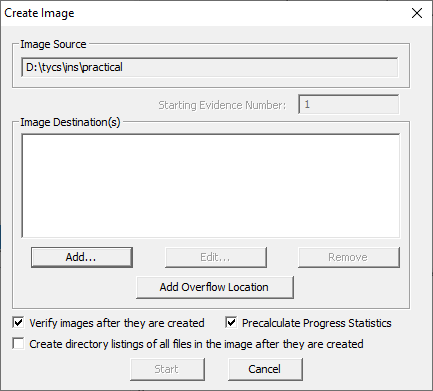 Create Image
Image Source
D:\tycs\ins\practical
Starting Evidence Number: 1
Image Destination(s)
Add... Edit... Remove
Add Overflow Location
Verify images after they are created Precalculate Progress Statistics
Create directory listings of all files in the image after they are created
Start Cancel